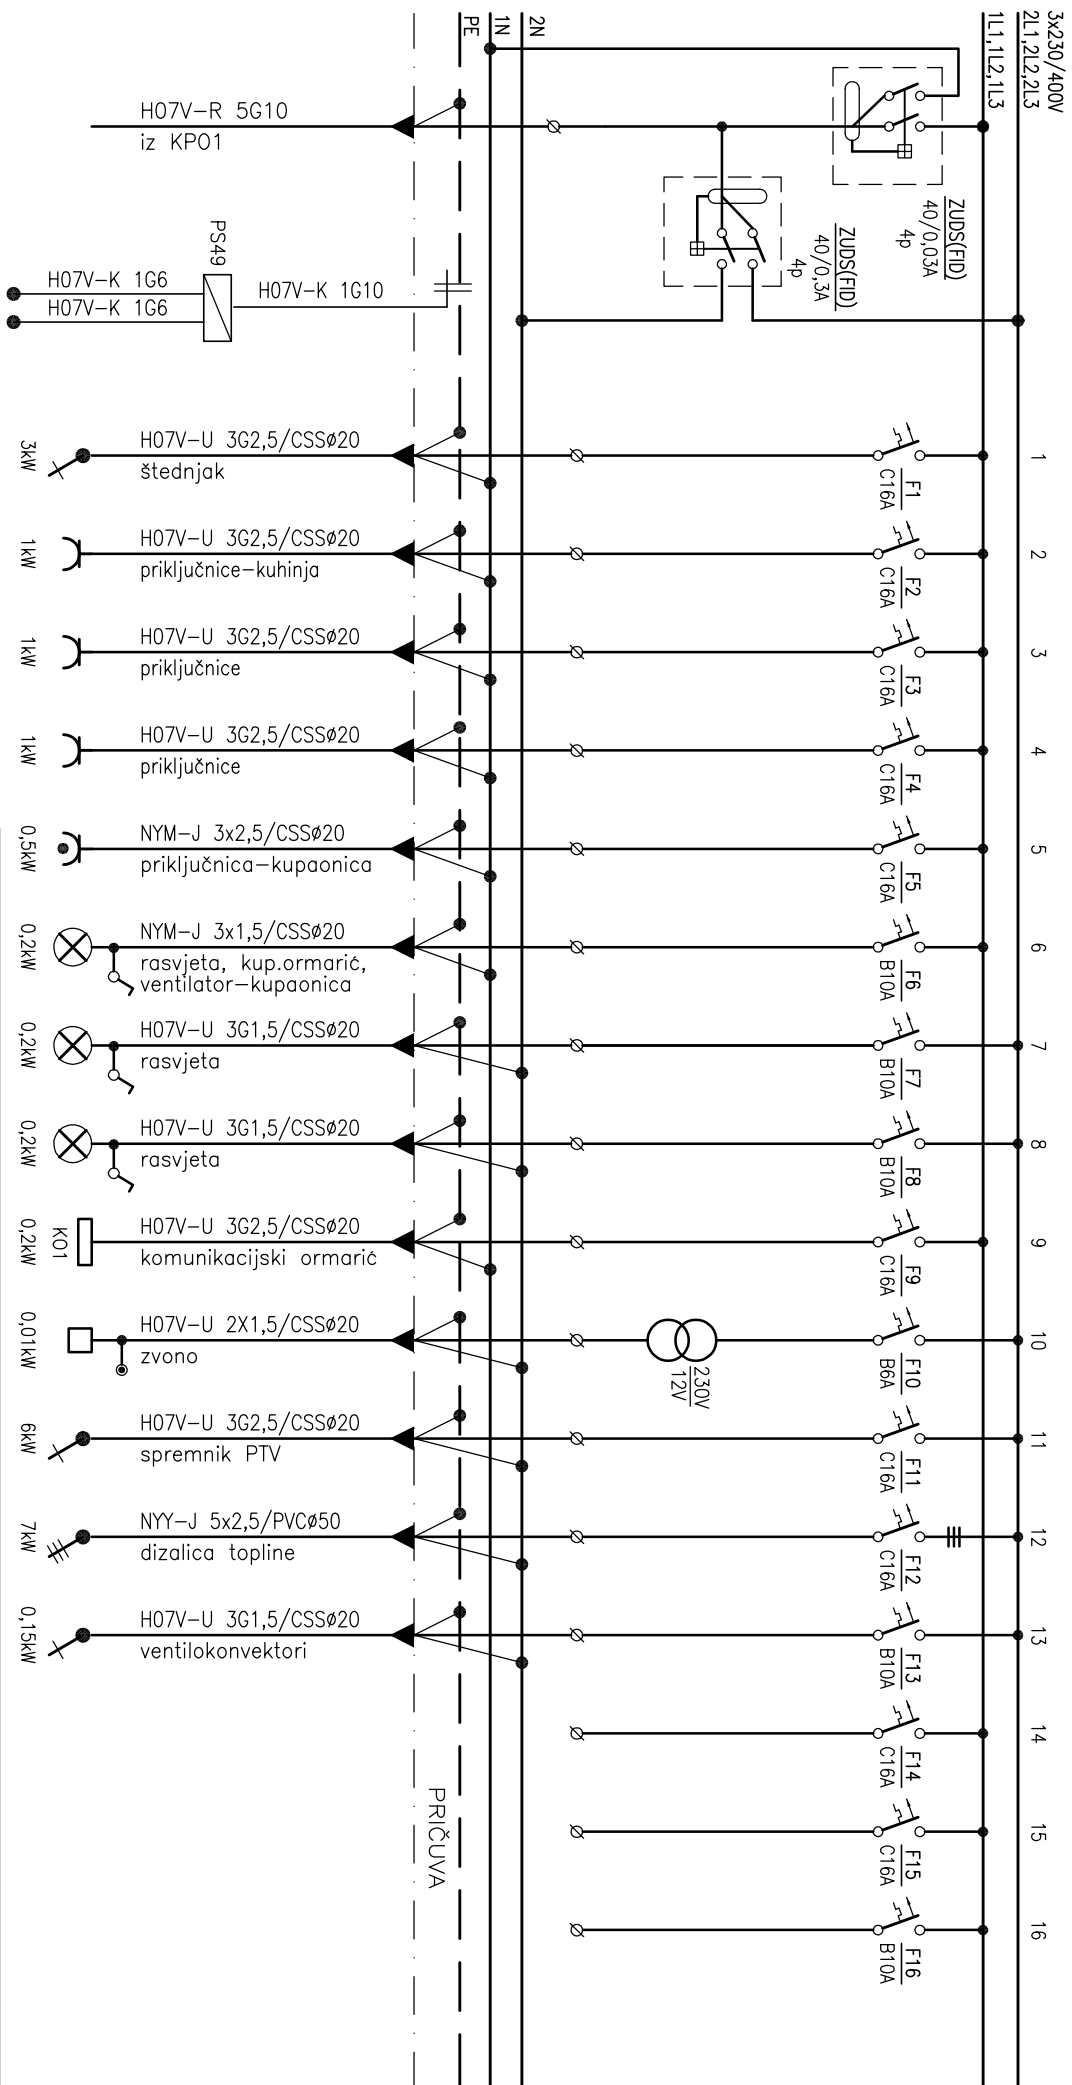 3x230/400V
2L1,2L2,2L3
1L1,1L2,1L3
2N
1N
PE
ZUDS(FID)
40/0,03A
4p
ZUDS(FID)
40/0,3A
4p
H07V-R 5G10
iz KPO1
PS49
H07V-K 1G10
H07V-K 1G6
H07V-K 1G6
1
F1
C16A
H07V-U 3G2,5/CSSø20
štednjak
3kW
2
F2
C16A
H07V-U 3G2,5/CSSø20
priključnice-kuhinja
1kW
3
F3
C16A
H07V-U 3G2,5/CSSø20
priključnice
1kW
4
F4
C16A
H07V-U 3G2,5/CSSø20
priključnice
1kW
5
F5
C16A
NYM-J 3x2,5/CSSø20
priključnica-kupaonica
0,5kW
6
F6
B10A
NYM-J 3x1,5/CSSø20
rasvjeta, kup.ormarić,
ventilator-kupaonica
0,2kW
7
F7
B10A
H07V-U 3G1,5/CSSø20
rasvjeta
0,2kW
8
F8
B10A
H07V-U 3G1,5/CSSø20
rasvjeta
0,2kW
9
F9
C16A
H07V-U 3G2,5/CSSø20
komunikacijski ormarić
KO1
0,2kW
10
F10
B6A
230V
12V
H07V-U 2X1,5/CSSø20
zvono
0,01kW
11
F11
C16A
H07V-U 3G2,5/CSSø20
spremnik PTV
6kW
12
F12
C16A
NYY-J 5x2,5/PVCø50
dizalica topline
7kW
13
F13
B10A
H07V-U 3G1,5/CSSø20
ventilokonvektori
0,15kW
14
F14
C16A
15
F15
C16A
16
F16
B10A
PRIČUVA